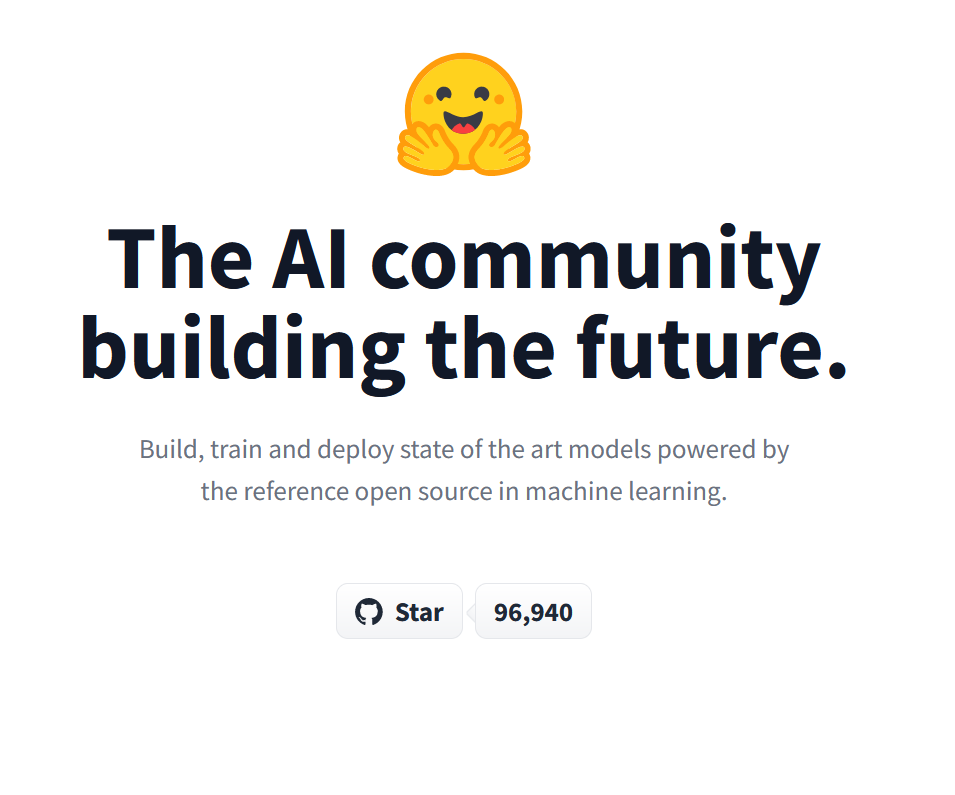 The AI community
building the future.
Build, train and deploy state of the art models powered by
the reference open source in machine learning.
Star 96,940